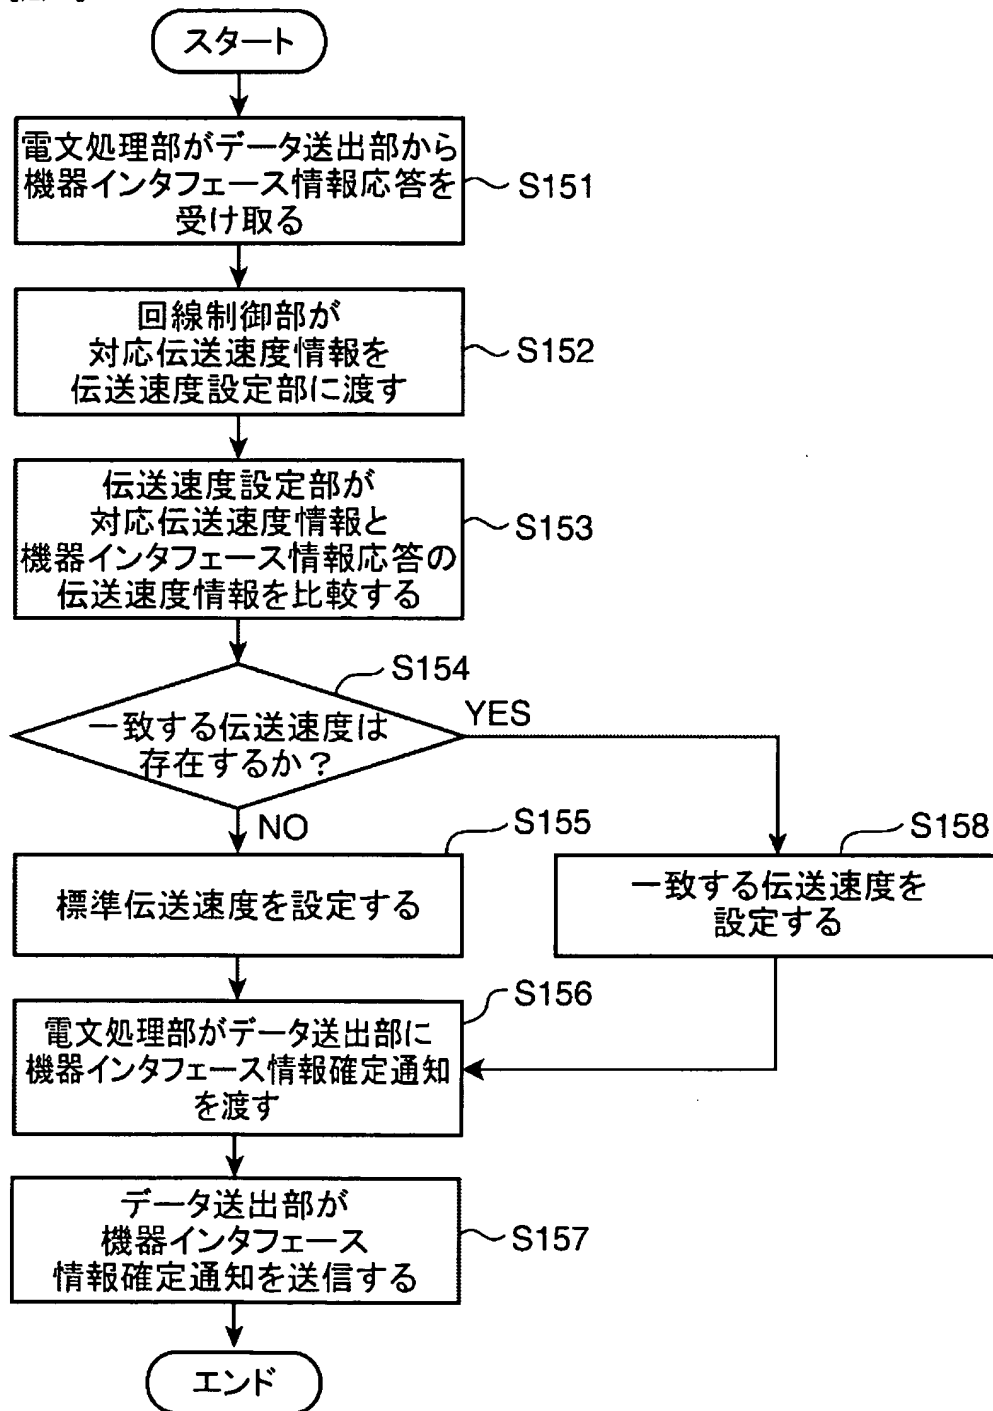 スタート
電文処理部がデータ送出部から
機器インタフェース情報応答を
受け取る
S151
回線制御部が
対応伝送速度情報を
伝送速度設定部に渡す
S152
伝送速度設定部が
対応伝送速度情報と
機器インタフェース情報応答の
伝送速度情報を比較する
S153
S154
一致する伝送速度は
存在するか？
YES
NO
S155
標準伝送速度を設定する
S158
一致する伝送速度を
設定する
S156
電文処理部がデータ送出部に
機器インタフェース情報確定通知
を渡す
データ送出部が
機器インタフェース
情報確定通知を送信する
S157
エンド